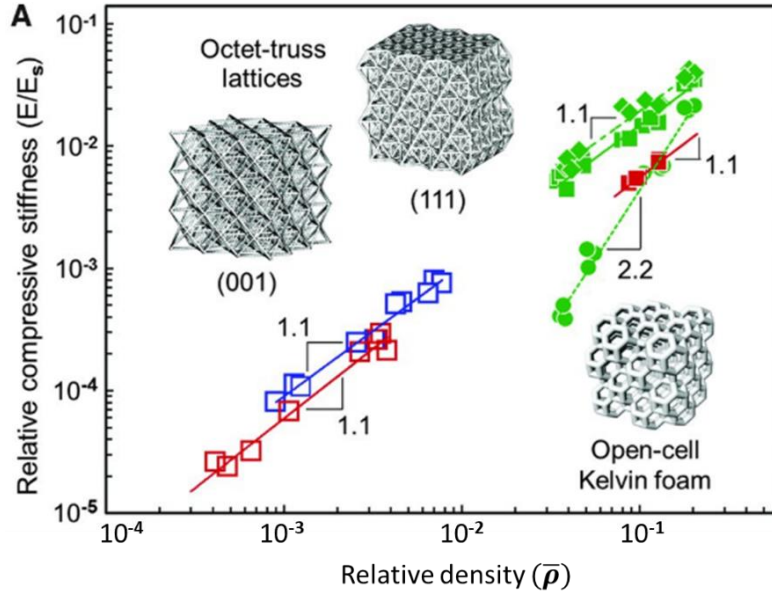 A
Octet-truss
lattices
(111)
(001)
1.1
1.1
2.2
1.1
1.1
Open-cell
Kelvin foam
Relative compressive stiffness (E/Eₛ)
10⁻¹
10⁻²
10⁻³
10⁻⁴
10⁻⁵
10⁻⁴
10⁻³
10⁻²
10⁻¹
Relative density (ρ̅)